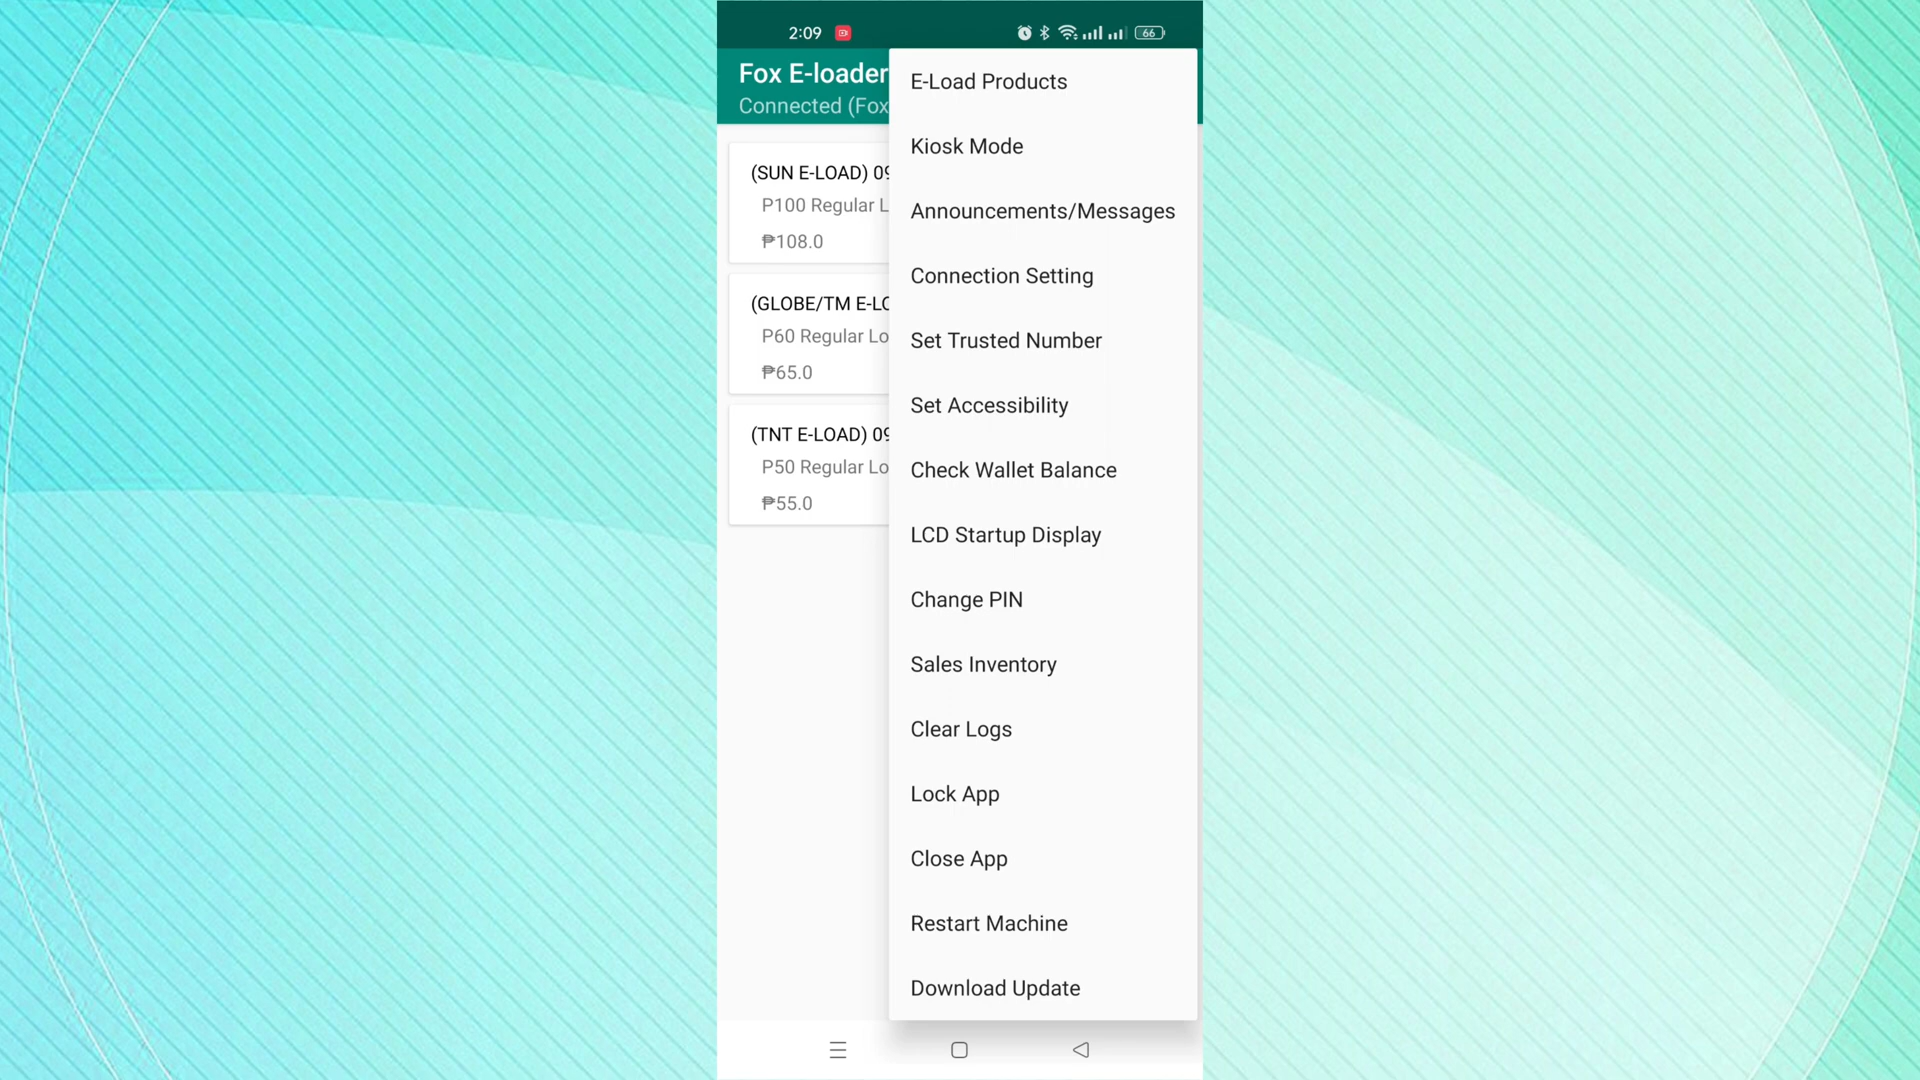 2:09
66
Fox E-loader
Connected (Fox
(SUN E-LOAD) 09
P100 Regular L
₱108.0
(GLOBE/TM E-LO
P60 Regular Lo
₱65.0
(TNT E-LOAD) 09
P50 Regular Lo
₱55.0
E-Load Products
Kiosk Mode
Announcements/Messages
Connection Setting
Set Trusted Number
Set Accessibility
Check Wallet Balance
LCD Startup Display
Change PIN
Sales Inventory
Clear Logs
Lock App
Close App
Restart Machine
Download Update